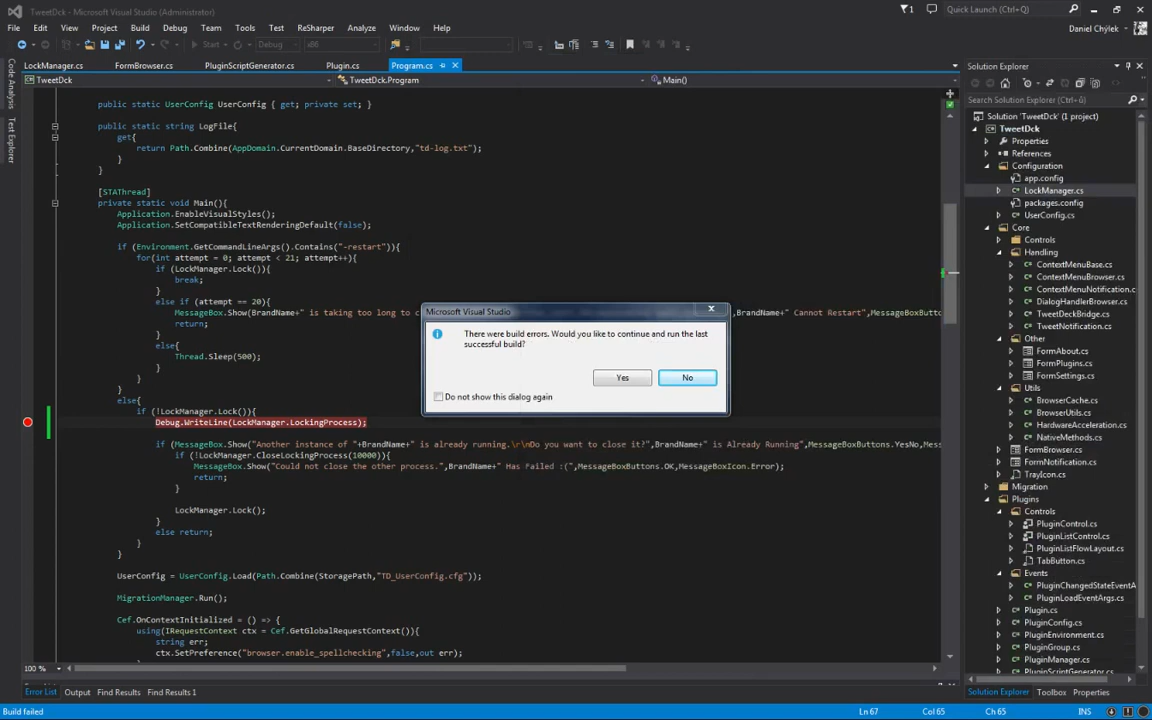 TweetDck - Microsoft Visual Studio (Administrator)
1
Quick Launch (Ctrl+Q)
File Edit View Project Build Debug Team Tools Test ReSharper Analyze Window Help
Daniel Chýlek
Start Debug x86
LockManager.cs FormBrowser.cs PluginScriptGenerator.cs Plugin.cs Program.cs
TweetDck TweetDck.Program Main()
Code Analysis
Test Explorer
public static UserConfig UserConfig { get; private set; }
public static string LogFile{
get{
return Path.Combine(AppDomain.CurrentDomain.BaseDirectory,"td-log.txt");
}
}
[STAThread]
private static void Main(){
Application.EnableVisualStyles();
Application.SetCompatibleTextRenderingDefault(false);
if (Environment.GetCommandLineArgs().Contains("-restart")){
for(int attempt = 0; attempt < 21; attempt++){
if (LockManager.Lock()){
break;
}
else if (attempt == 20){
MessageBox.Show(BrandName+" is taking too long to c
,BrandName+" Cannot Restart",MessageBoxButto
return;
}
else{
Thread.Sleep(500);
}
}
}
else{
if (!LockManager.Lock()){
Debug.WriteLine(LockManager.LockingProcess);
if (MessageBox.Show("Another instance of "+BrandName+" is already running.\r\nDo you want to close it?",BrandName+" is Already Running",MessageBoxButtons.YesNo,Mess
if (!LockManager.CloseLockingProcess(10000)){
MessageBox.Show("Could not close the other process.",BrandName+" Has Failed :(",MessageBoxButtons.OK,MessageBoxIcon.Error);
return;
}
LockManager.Lock();
}
else return;
}
}
UserConfig = UserConfig.Load(Path.Combine(StoragePath,"TD_UserConfig.cfg"));
MigrationManager.Run();
Cef.OnContextInitialized = () => {
using(IRequestContext ctx = Cef.GetGlobalRequestContext()){
string err;
ctx.SetPreference("browser.enable_spellchecking",false,out err);
Microsoft Visual Studio
There were build errors. Would you like to continue and run the last
successful build?
Yes No
Do not show this dialog again
Solution Explorer
Search Solution Explorer (Ctrl+ů)
Solution 'TweetDck' (1 project)
TweetDck
Properties
References
Configuration
app.config
LockManager.cs
packages.config
UserConfig.cs
Core
Controls
Handling
ContextMenuBase.cs
ContextMenuBrowser.cs
ContextMenuNotification.c
DialogHandlerBrowser.cs
TweetDeckBridge.cs
TweetNotification.cs
Other
FormAbout.cs
FormPlugins.cs
FormSettings.cs
Utils
BrowserCache.cs
BrowserUtils.cs
HardwareAcceleration.cs
NativeMethods.cs
FormBrowser.cs
FormNotification.cs
TrayIcon.cs
Migration
Plugins
Controls
PluginControl.cs
PluginListControl.cs
PluginListFlowLayout.cs
TabButton.cs
Events
PluginChangedStateEventA
PluginLoadEventArgs.cs
Plugin.cs
PluginConfig.cs
PluginEnvironment.cs
PluginGroup.cs
PluginManager.cs
PluginScriptGenerator.cs
100 %
Error List Output Find Results Find Results 1
Solution Explorer Toolbox Properties
Build failed Ln 67 Col 65 Ch 65 INS